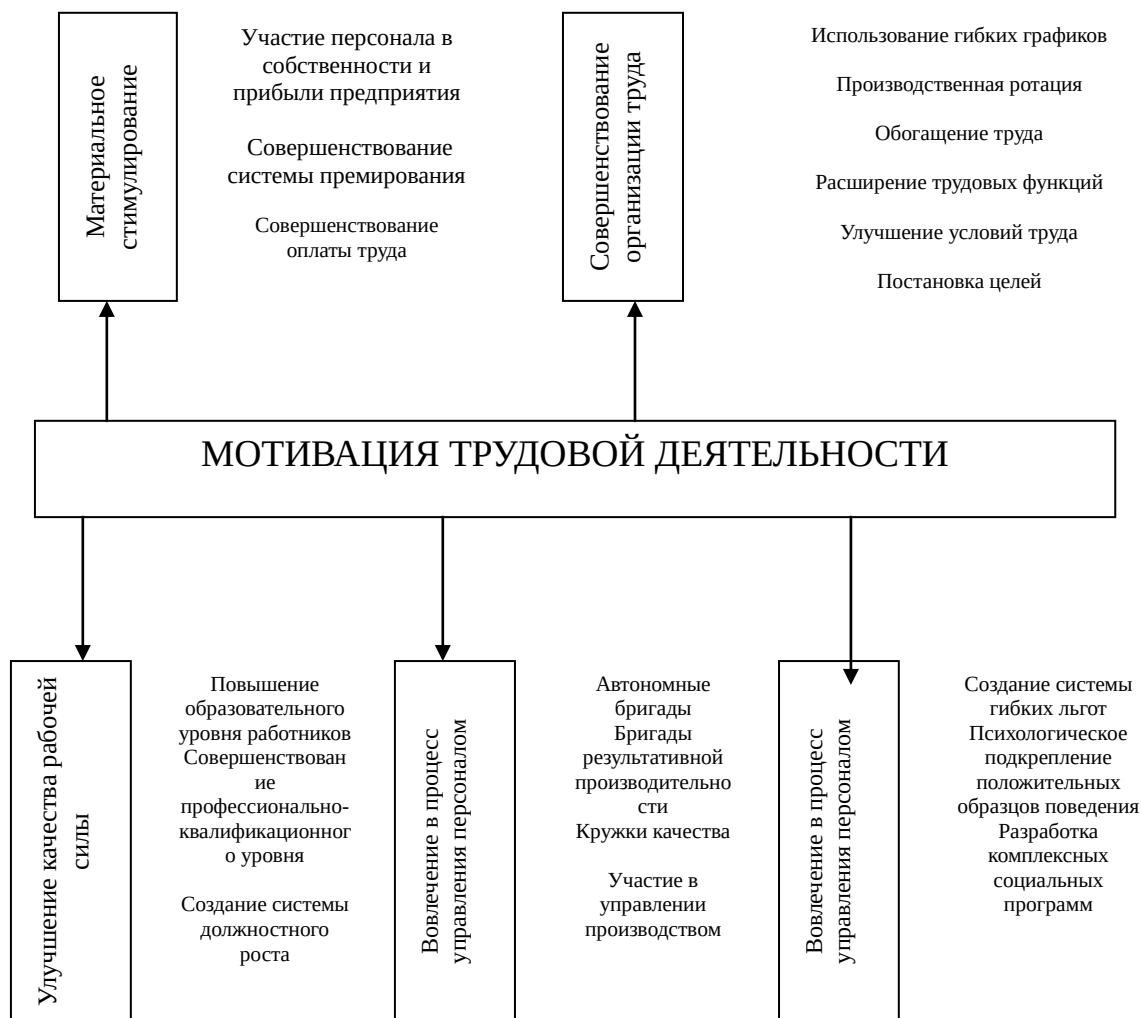 Материальное
стимулирование
Участие персонала в
собственности и
прибыли предприятия
Совершенствование
системы премирования
Совершенствование
оплаты труда
Совершенствование
организации труда
Использование гибких графиков
Производственная ротация
Обогащение труда
Расширение трудовых функций
Улучшение условий труда
Постановка целей
МОТИВАЦИЯ ТРУДОВОЙ ДЕЯТЕЛЬНОСТИ
Улучшение качества рабочей
силы
Повышение
образовательного
уровня работников
Совершенствован
ие
профессионально-
квалификационног
о уровня
Создание системы
должностного
роста
Вовлечение в процесс
управления персоналом
Автономные
бригады
Бригады
результативной
производительно
сти
Кружки качества
Участие в
управлении
производством
Вовлечение в процесс
управления персоналом
Создание системы
гибких льгот
Психологическое
подкрепление
положительных
образцов поведения
Разработка
комплексных
социальных
программ